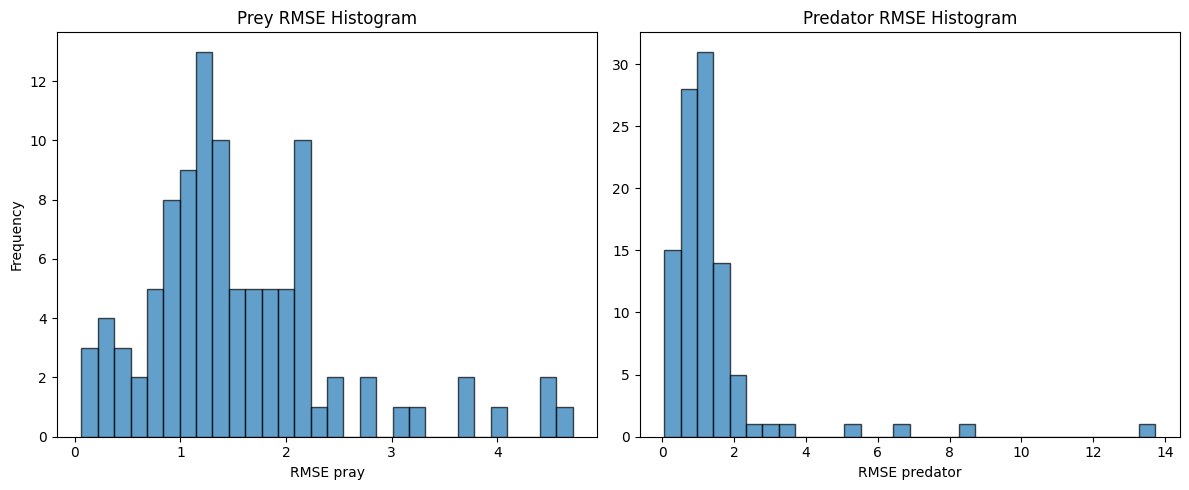 Prey RMSE Histogram
Predator RMSE Histogram
Frequency
12
10
8
6
4
2
0
0 1 2 3 4
RMSE pray
30
25
20
15
10
5
0
0 2 4 6 8 10 12 14
RMSE predator